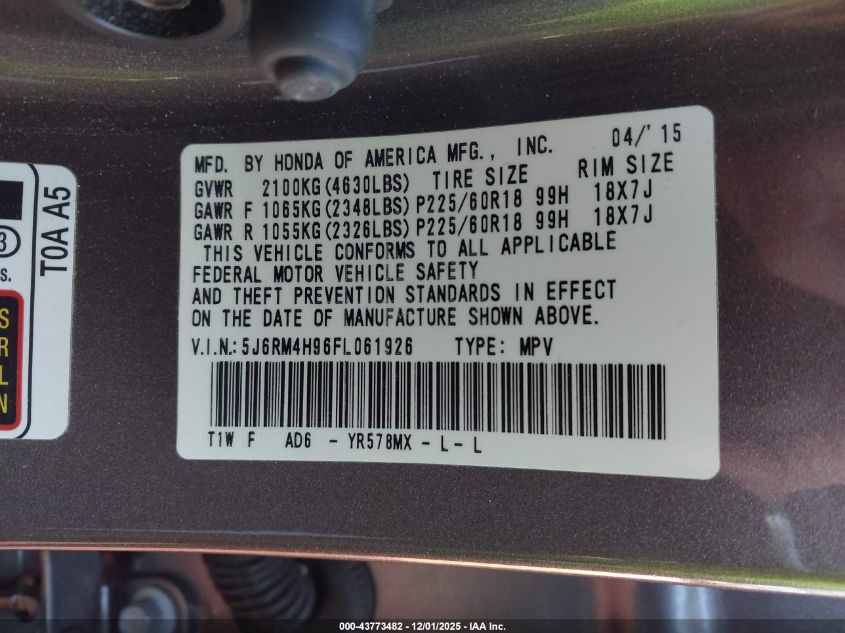 MFD. BY HONDA OF AMERICA MFG., INC. 04/'15
GVWR 2100KG(4630LBS) TIRE SIZE RIM SIZE
GAWR F 1065KG(2348LBS) P225/60R18 99H 18X7J
GAWR R 1055KG(2326LBS) P225/60R18 99H 18X7J
THIS VEHICLE CONFORMS TO ALL APPLICABLE
FEDERAL MOTOR VEHICLE SAFETY
AND THEFT PREVENTION STANDARDS IN EFFECT
ON THE DATE OF MANUFACTURE SHOWN ABOVE.
V.I.N.: 5J6RM4H96FL061926 TYPE: MPV
T1W F AD6 - YR578MX - L - L
T0A A5
3
S.
S
R
L
N
000-43773482 - 12/01/2025 - IAA Inc.